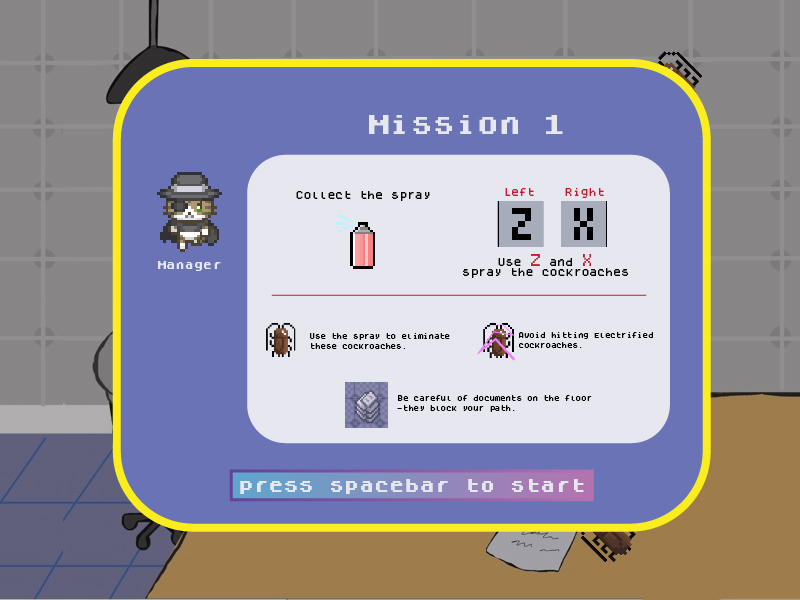 Mission 1
Collect the spray
Left Right
Z X
Use Z and X
spray the cockroaches
Manager
Use the spray to eliminate
these cockroaches.
Avoid hitting Electrified
cockroaches.
Be careful of documents on the floor
-they block your path.
press spacebar to start